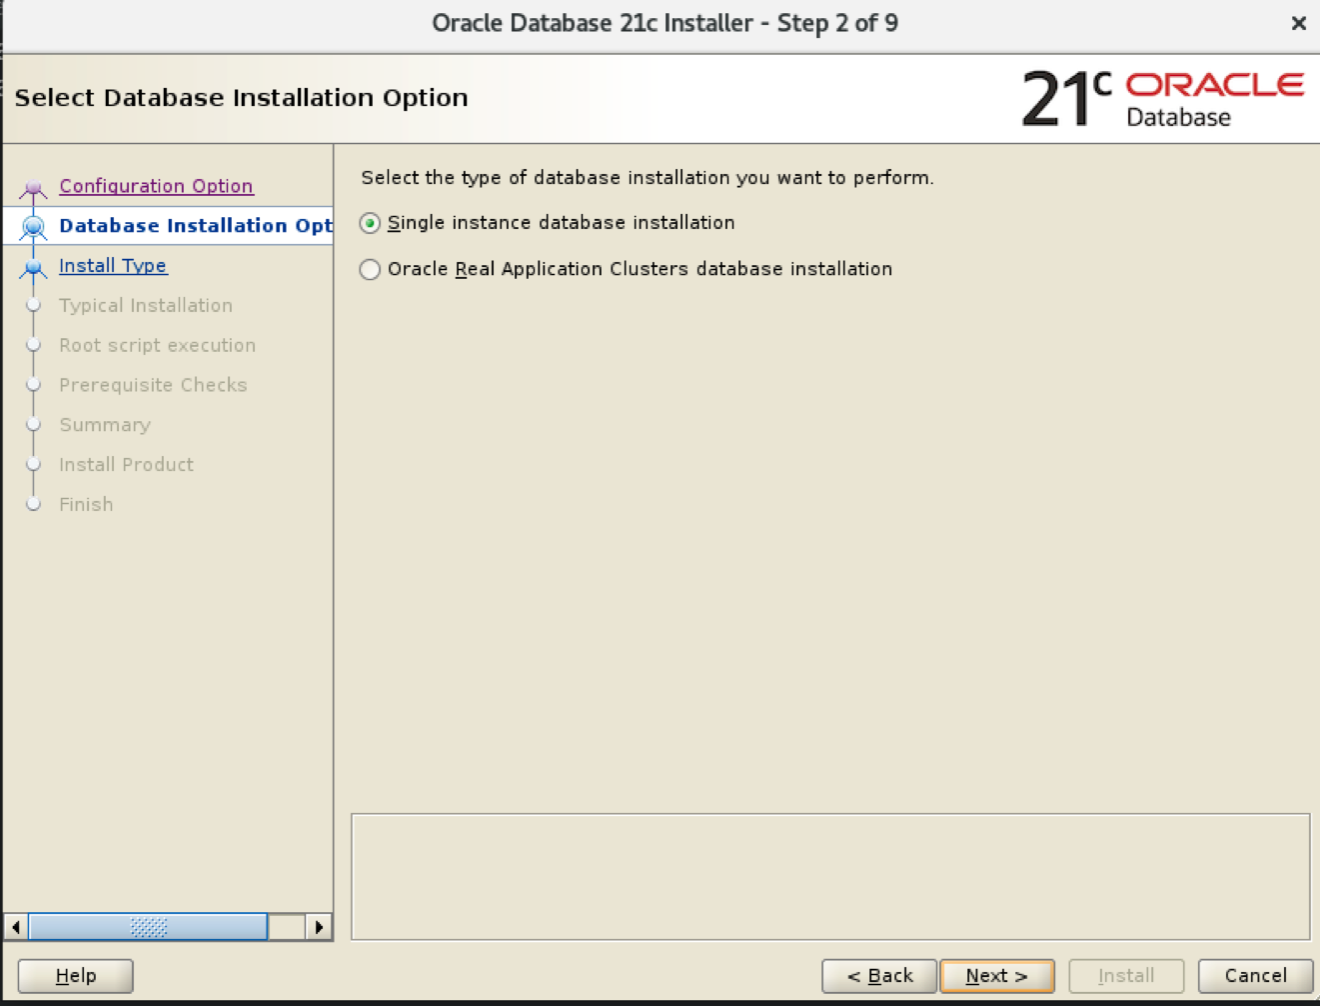 Oracle Database 21c Installer - Step 2 of 9
Select Database Installation Option
21c ORACLE
Database
Configuration Option
Database Installation Opt
Install Type
Typical Installation
Root script execution
Prerequisite Checks
Summary
Install Product
Finish
Select the type of database installation you want to perform.
Single instance database installation
Oracle Real Application Clusters database installation
Help
< Back
Next >
Install
Cancel